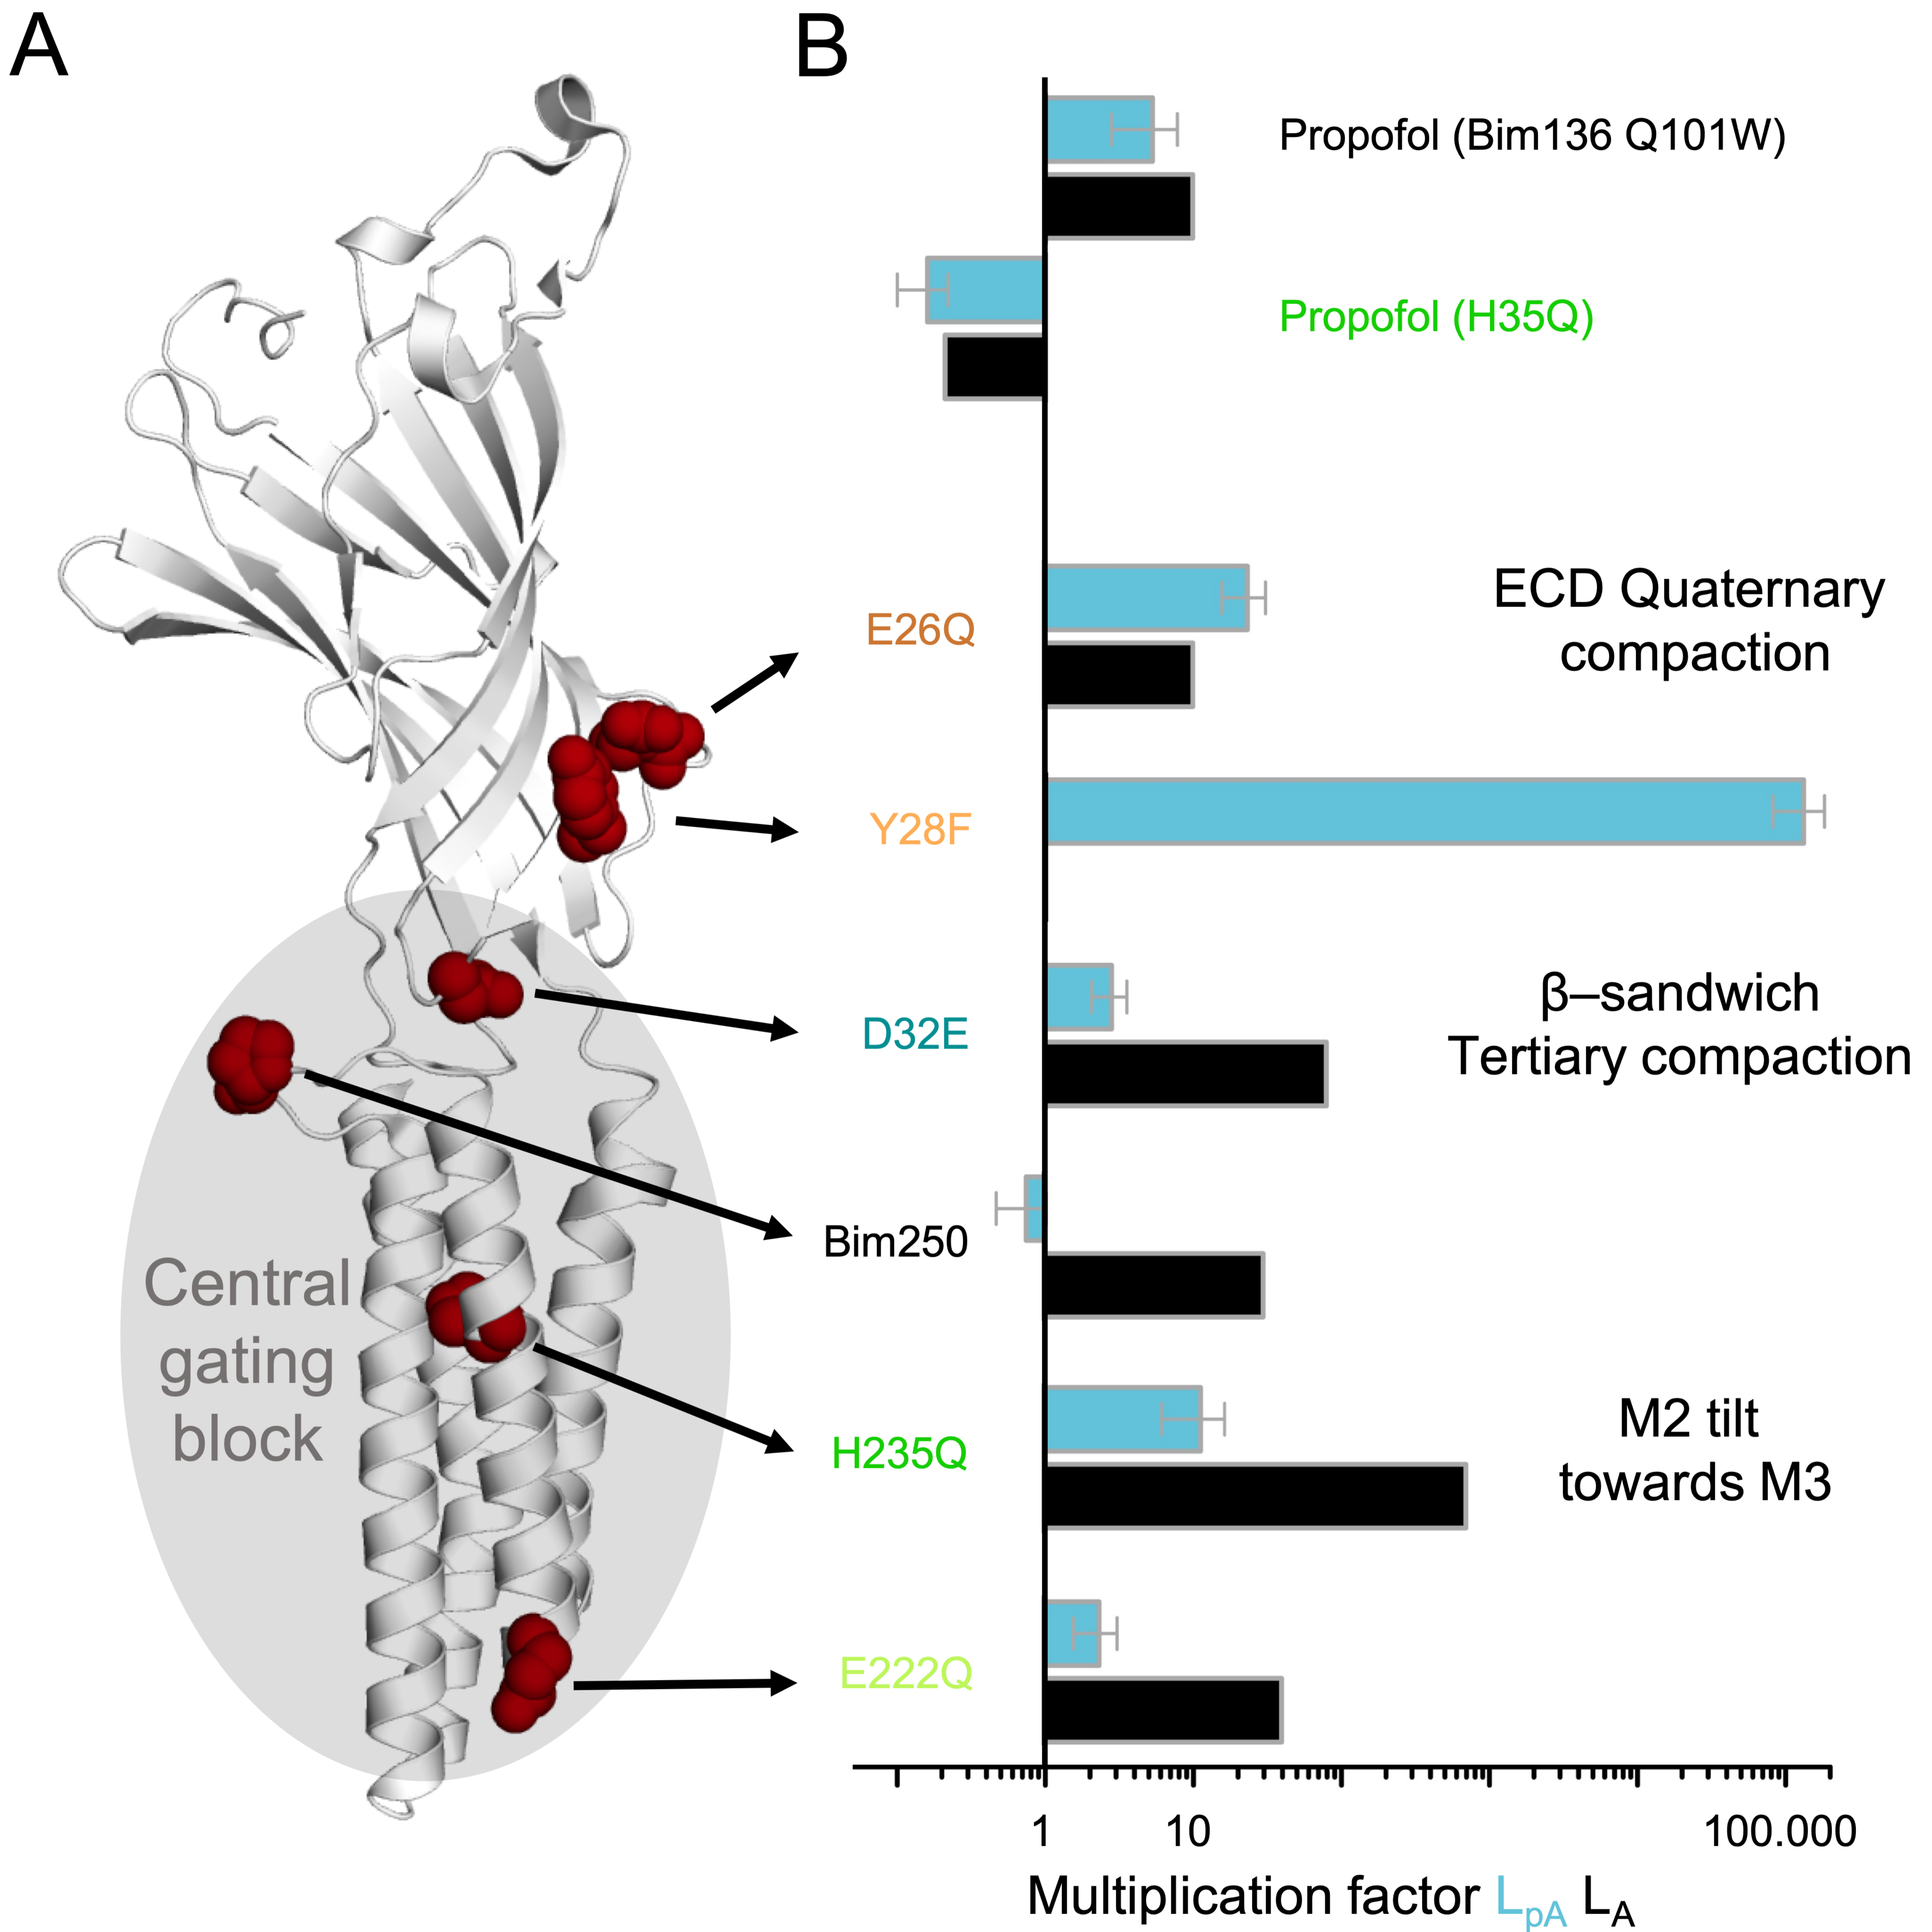 A
B
Propofol (Bim136 Q101W)
Propofol (H35Q)
ECD Quaternary
compaction
E26Q
Y28F
β–sandwich
Tertiary compaction
D32E
Bim250
Central
gating
block
M2 tilt
towards M3
H235Q
E222Q
1 10 100.000
Multiplication factor LpA LA